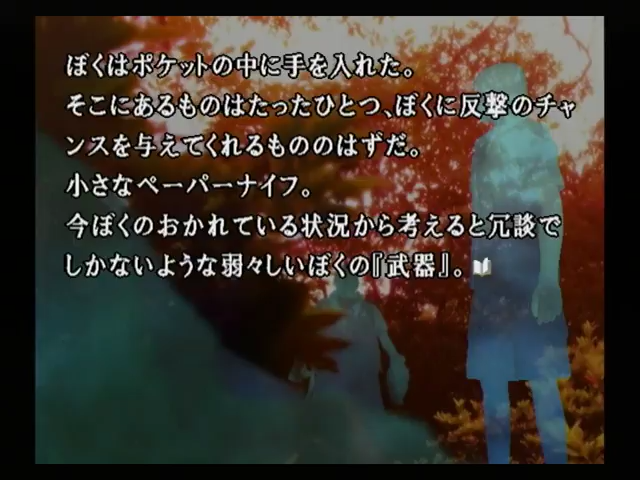 ぼくはポケットの中に手を入れた。
そこにあるものはたったひとつ、ぼくに反撃のチャ
ンスを与えてくれるもののはずだ。
小さなペーパーナイフ。
今ぼくのおかれている状況から考えると冗談で
しかないような弱々しいぼくの『武器』。